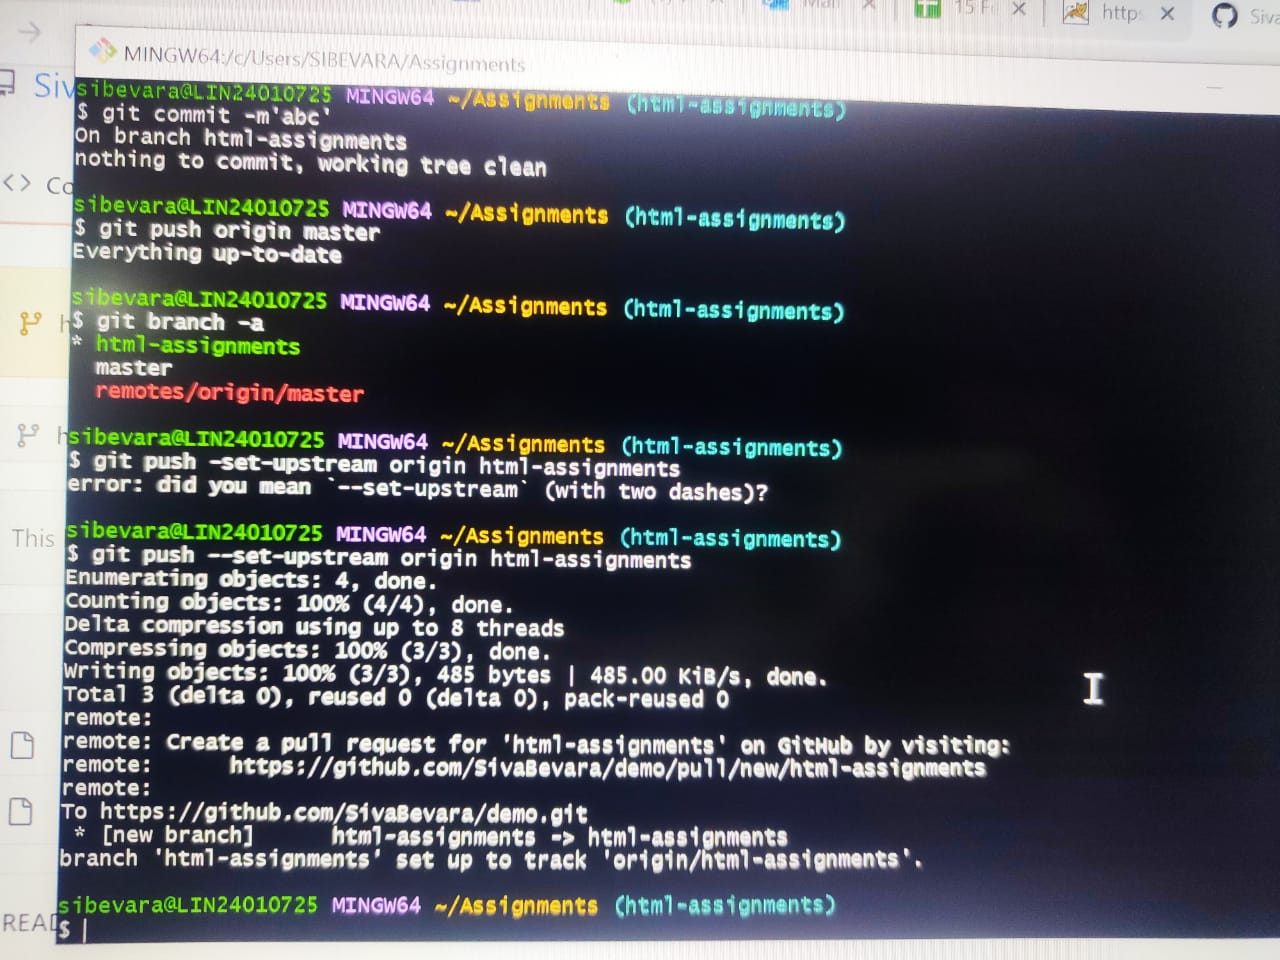 15 F
http
Siva
MINGW64:/c/Users/SIBEVARA/Assignments
Siv
sibevara@LIN24010725 MINGW64 ~/Assignments (html-assignments)
$ git commit -m'abc'
On branch html-assignments
nothing to commit, working tree clean
<> Co
sibevara@LIN24010725 MINGW64 ~/Assignments (html-assignments)
$ git push origin master
Everything up-to-date
sibevara@LIN24010725 MINGW64 ~/Assignments (html-assignments)
$ git branch -a
* html-assignments
master
remotes/origin/master
sibevara@LIN24010725 MINGW64 ~/Assignments (html-assignments)
$ git push -set-upstream origin html-assignments
error: did you mean `--set-upstream` (with two dashes)?
sibevara@LIN24010725 MINGW64 ~/Assignments (html-assignments)
This
$ git push --set-upstream origin html-assignments
Enumerating objects: 4, done.
Counting objects: 100% (4/4), done.
Delta compression using up to 8 threads
Compressing objects: 100% (3/3), done.
Writing objects: 100% (3/3), 485 bytes | 485.00 KiB/s, done.
Total 3 (delta 0), reused 0 (delta 0), pack-reused 0
remote:
remote: Create a pull request for 'html-assignments' on GitHub by visiting:
remote: https://github.com/SivaBevara/demo/pull/new/html-assignments
remote:
To https://github.com/SivaBevara/demo.git
* [new branch] html-assignments -> html-assignments
branch 'html-assignments' set up to track 'origin/html-assignments'.
sibevara@LIN24010725 MINGW64 ~/Assignments (html-assignments)
READ
$